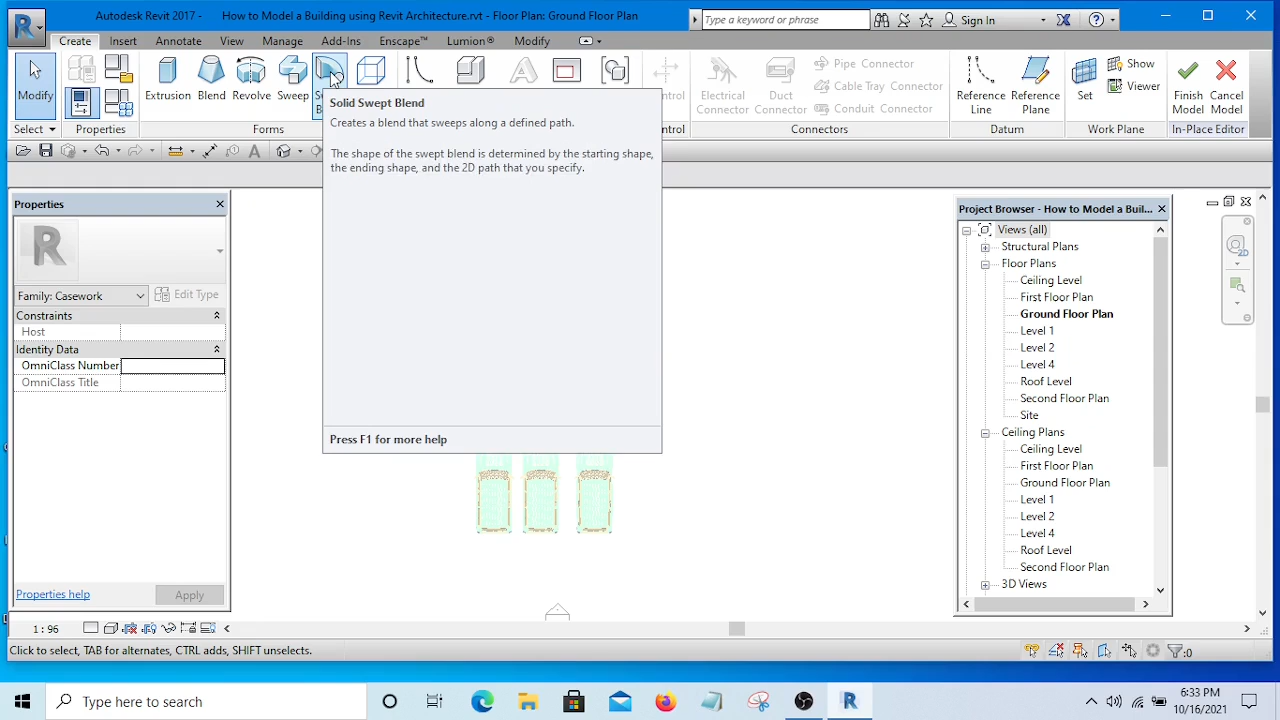 Autodesk Revit 2017 - How to Model a Building using Revit Architecture.rvt - Floor Plan: Ground Floor Plan
Type a keyword or phrase
Sign In
Create Insert Annotate View Manage Add-Ins Enscape™ Lumion® Modify
Modify
Extrusion Blend Revolve Sweep
Electrical Connector
Duct Connector
Pipe Connector
Cable Tray Connector
Conduit Connector
Reference Line
Reference Plane
Set
Show
Viewer
Finish Model
Cancel Model
Select Properties Forms Connectors Datum Work Plane In-Place Editor
Solid Swept Blend
Creates a blend that sweeps along a defined path.
The shape of the swept blend is determined by the starting shape,
the ending shape, and the 2D path that you specify.
Press F1 for more help
Properties
Family: Casework
Edit Type
Constraints
Host
Identity Data
OmniClass Number
OmniClass Title
Properties help
Apply
Project Browser - How to Model a Buil...
Views (all)
Structural Plans
Floor Plans
Ceiling Level
First Floor Plan
Ground Floor Plan
Level 1
Level 2
Level 4
Roof Level
Second Floor Plan
Site
Ceiling Plans
Ceiling Level
First Floor Plan
Ground Floor Plan
Level 1
Level 2
Level 4
Roof Level
Second Floor Plan
3D Views
2D
1 : 96
Click to select, TAB for alternates, CTRL adds, SHIFT unselects.
:0
Type here to search
6:33 PM
10/16/2021